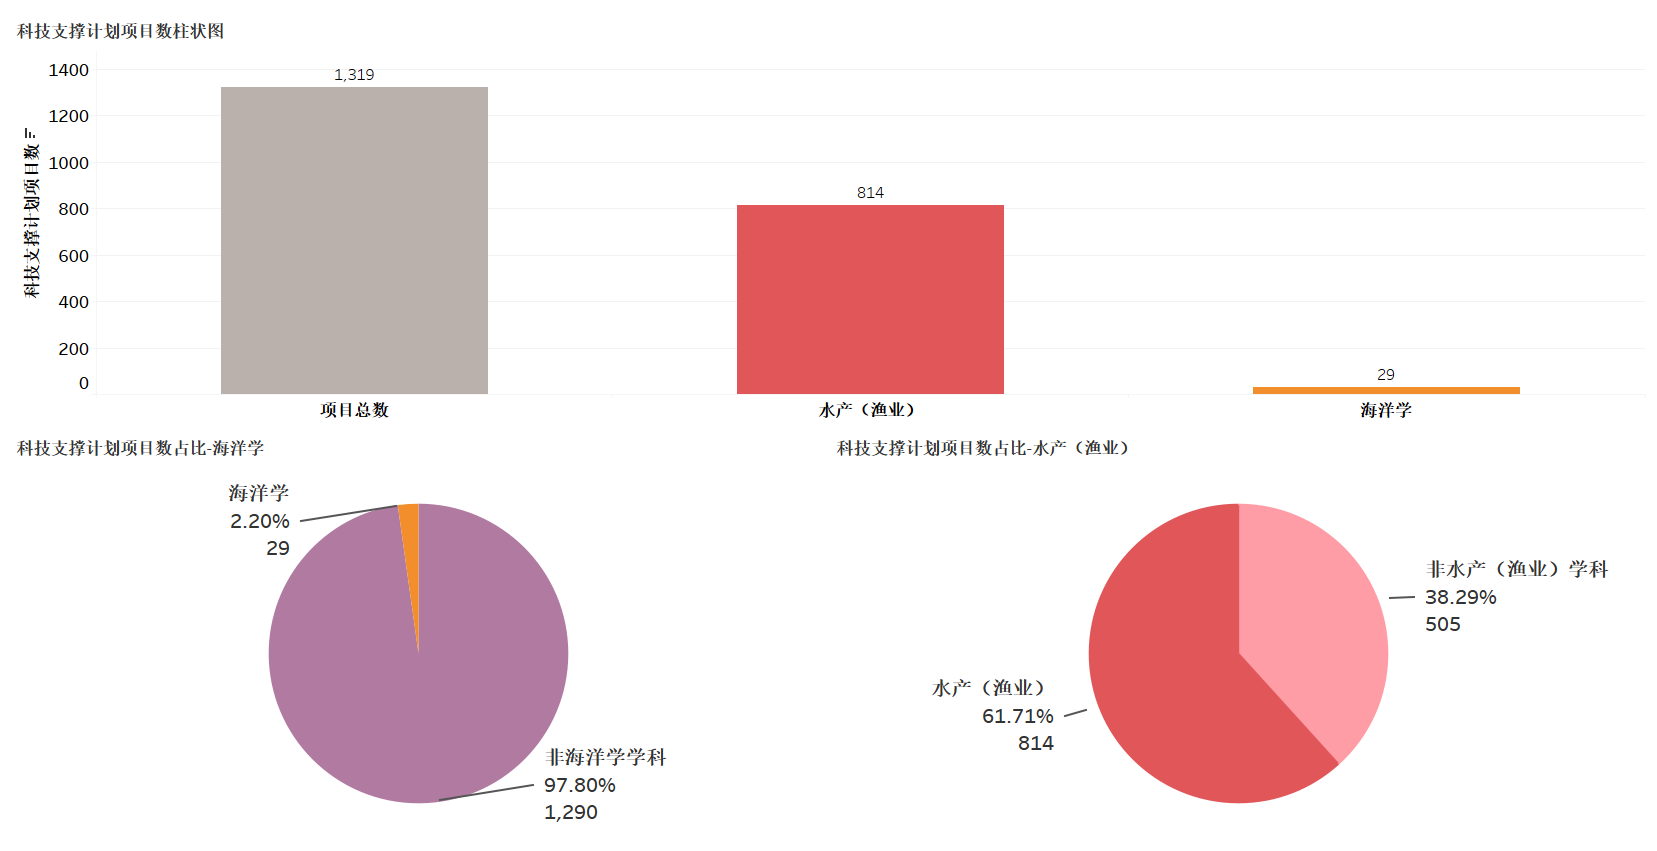 科技支撑计划项目数柱状图
科技支撑计划项目数
1400
1200
1000
800
600
400
200
0
1,319
814
29
项目总数
水产（渔业）
海洋学
科技支撑计划项目数占比-海洋学
海洋学
2.20%
29
非海洋学学科
97.80%
1,290
科技支撑计划项目数占比-水产（渔业）
非水产（渔业）学科
38.29%
505
水产（渔业）
61.71%
814